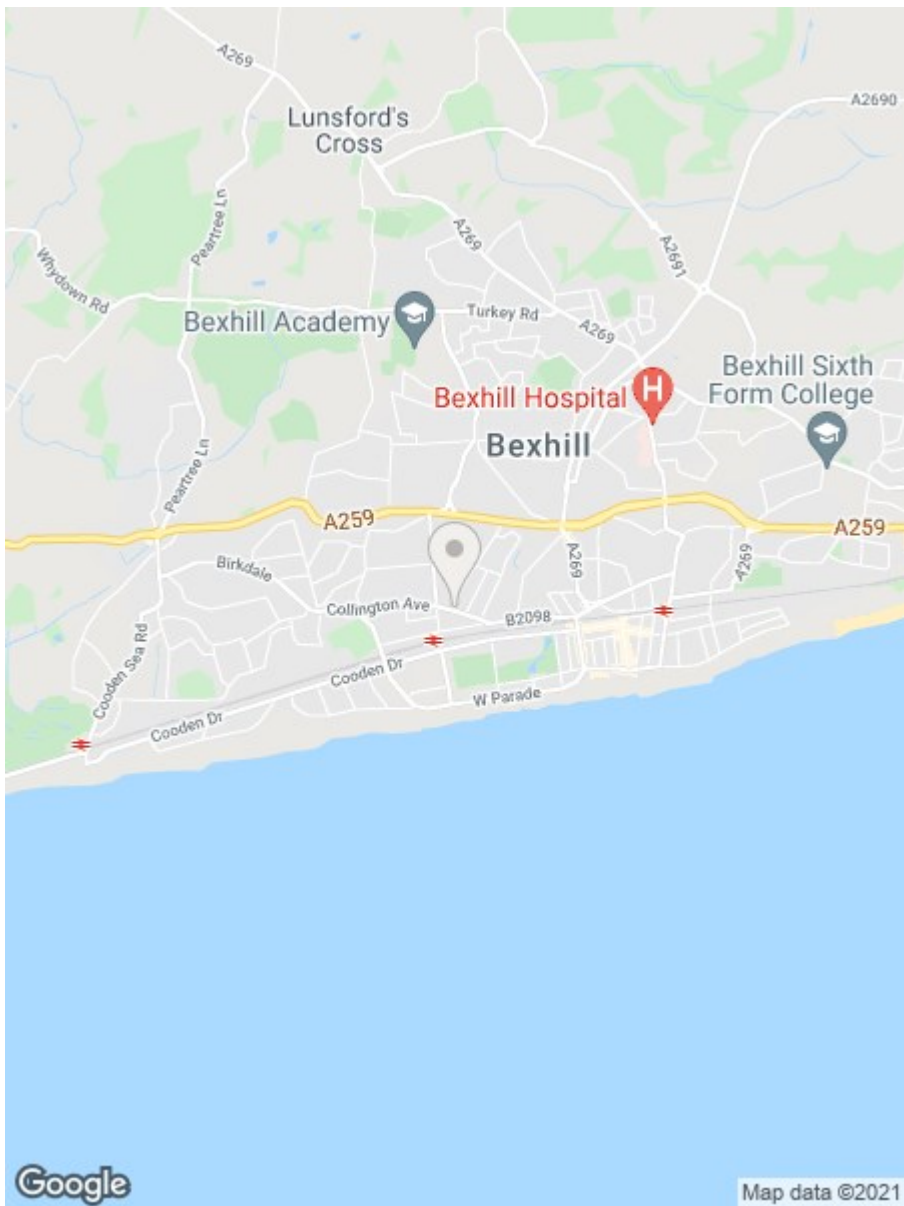 A269
A2690
Lunsford's
Cross
Peartree Ln
A269
A2691
Whydown Rd
Turkey Rd
Bexhill Academy
A269
Bexhill Sixth
Form College
Bexhill Hospital
H
Bexhill
Peartree Ln
A259
A259
Birkdale
A269
A269
Collington Ave
B2098
Cooden Sea Rd
Cooden Dr
W Parade
Cooden Dr
Google
Map data ©2021